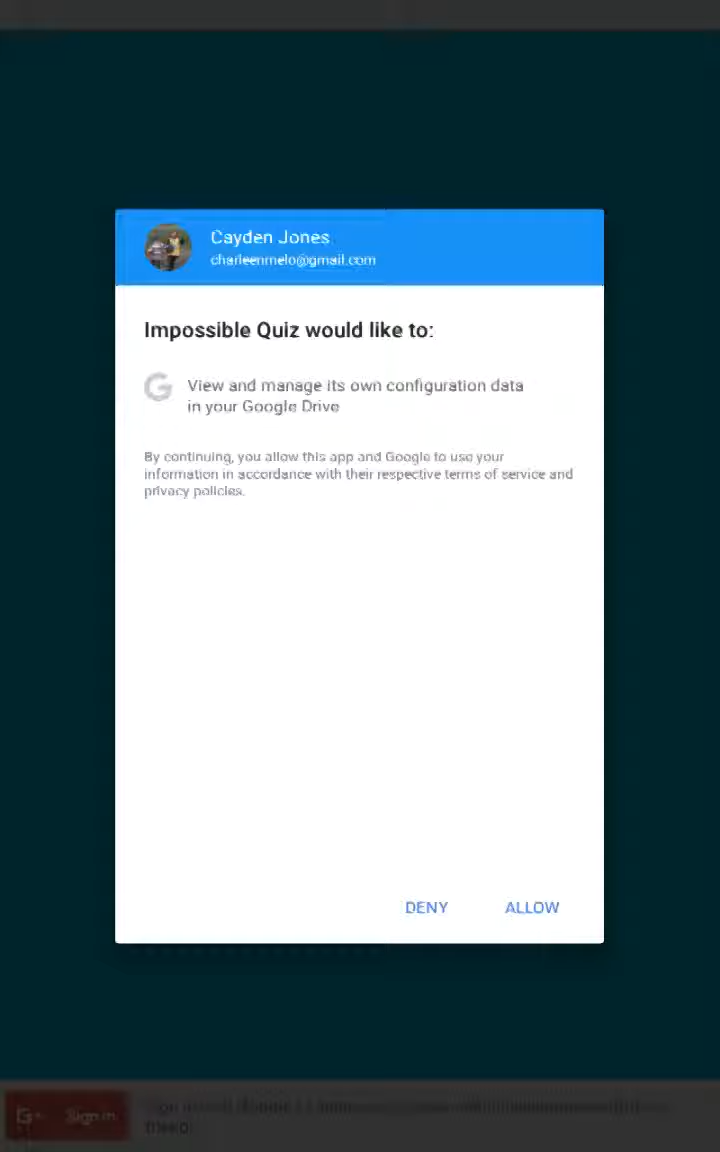 Cayden Jones
charleenmelo@gmail.com
Impossible Quiz would like to:
G View and manage its own configuration data
in your Google Drive
By continuing, you allow this app and Google to use your
information in accordance with their respective terms of service and
privacy policies.
DENY ALLOW
G+ Sign in